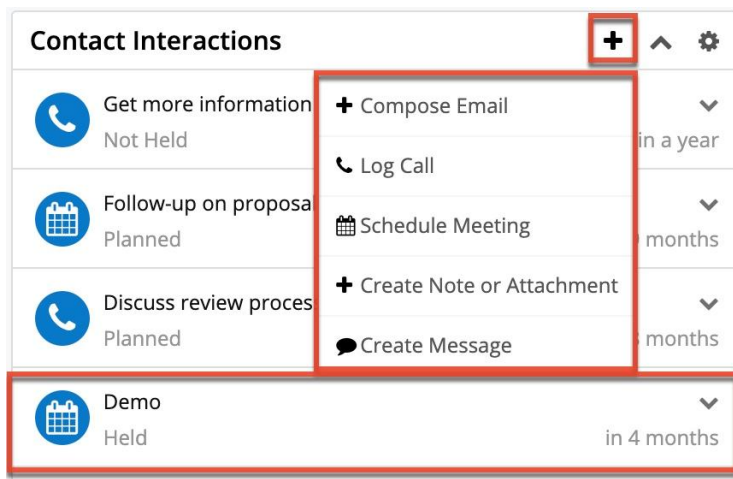 Contact Interactions
Get more information
Not Held
in a year
Follow-up on proposal
Planned
months
Discuss review proces
Planned
months
Demo
Held
in 4 months
Compose Email
Log Call
Schedule Meeting
Create Note or Attachment
Create Message